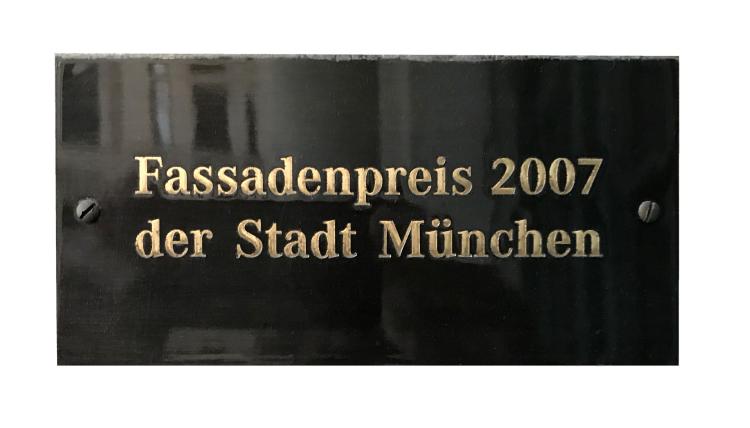 Fassadenpreis 2007
der Stadt München